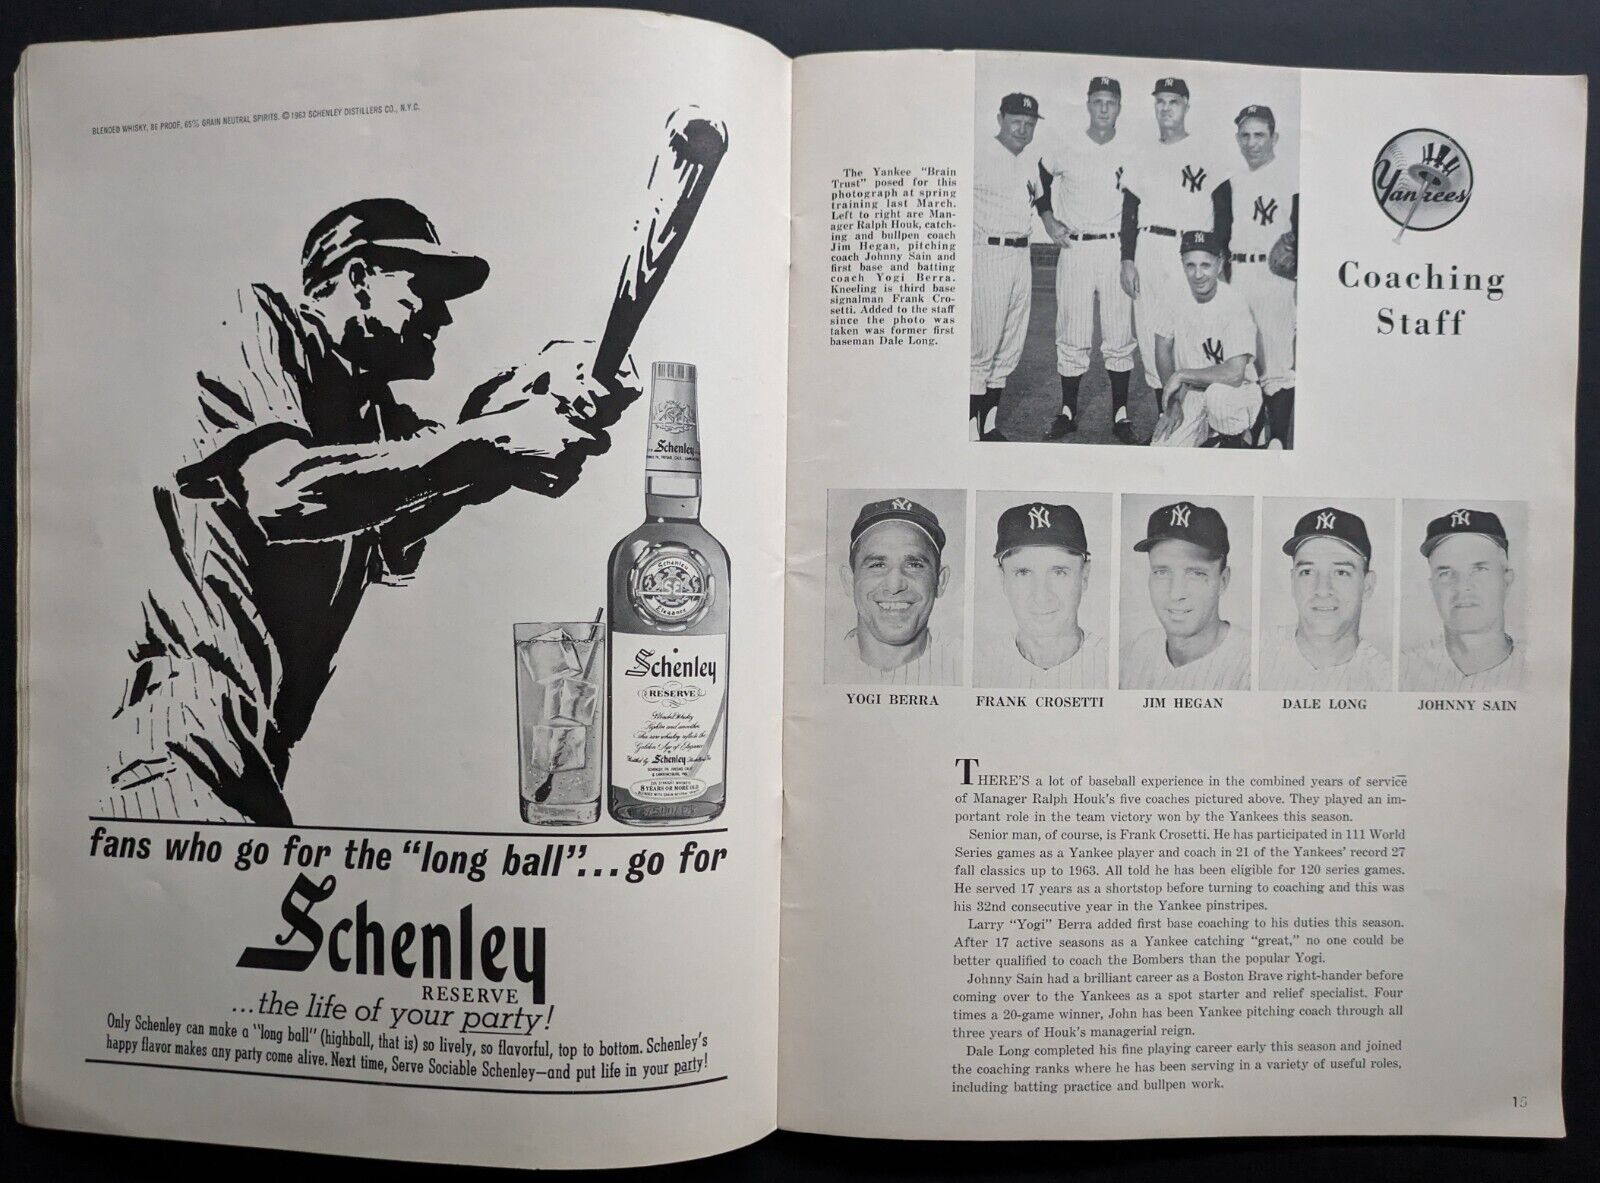 BLENDED WHISKY, 86 PROOF, 65% GRAIN NEUTRAL SPIRITS. © 1963 SCHENLEY DISTILLERS CO., N.Y.C.
Schenley
Schenley
Elegance
Schenley
RESERVE
Blended Whisky
Schenley
8 YEARS OR MORE OLD
fans who go for the “long ball”...go for
Schenley
RESERVE
...the life of your party!
Only Schenley can make a “long ball” (highball, that is) so lively, so flavorful, top to bottom. Schenley’s
happy flavor makes any party come alive. Next time, Serve Sociable Schenley—and put life in your party!
The Yankee “Brain
Trust” posed for this
photograph at spring
training last March.
Left to right are Man-
ager Ralph Houk, catch-
ing and bullpen coach
Jim Hegan, pitching
coach Johnny Sain and
first base and batting
coach Yogi Berra.
Kneeling is third base
signalman Frank Cro-
setti. Added to the staff
since the photo was
taken was former first
baseman Dale Long.
Yankees
Coaching
Staff
YOGI BERRA
FRANK CROSETTI
JIM HEGAN
DALE LONG
JOHNNY SAIN
THERE’S a lot of baseball experience in the combined years of service
of Manager Ralph Houk’s five coaches pictured above. They played an im-
portant role in the team victory won by the Yankees this season.
Senior man, of course, is Frank Crosetti. He has participated in 111 World
Series games as a Yankee player and coach in 21 of the Yankees’ record 27
fall classics up to 1963. All told he has been eligible for 120 series games.
He served 17 years as a shortstop before turning to coaching and this was
his 32nd consecutive year in the Yankee pinstripes.
Larry “Yogi” Berra added first base coaching to his duties this season.
After 17 active seasons as a Yankee catching “great,” no one could be
better qualified to coach the Bombers than the popular Yogi.
Johnny Sain had a brilliant career as a Boston Brave right-hander before
coming over to the Yankees as a spot starter and relief specialist. Four
times a 20-game winner, John has been Yankee pitching coach through all
three years of Houk’s managerial reign.
Dale Long completed his fine playing career early this season and joined
the coaching ranks where he has been serving in a variety of useful roles,
including batting practice and bullpen work.
15